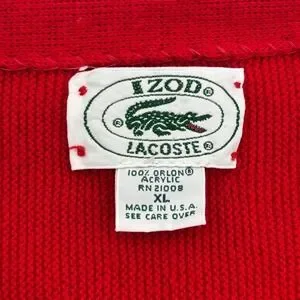 IZOD®
LACOSTE®
100% ORLON®
ACRYLIC
RN 21008
XL
MADE IN U.S.A.
SEE CARE OVER